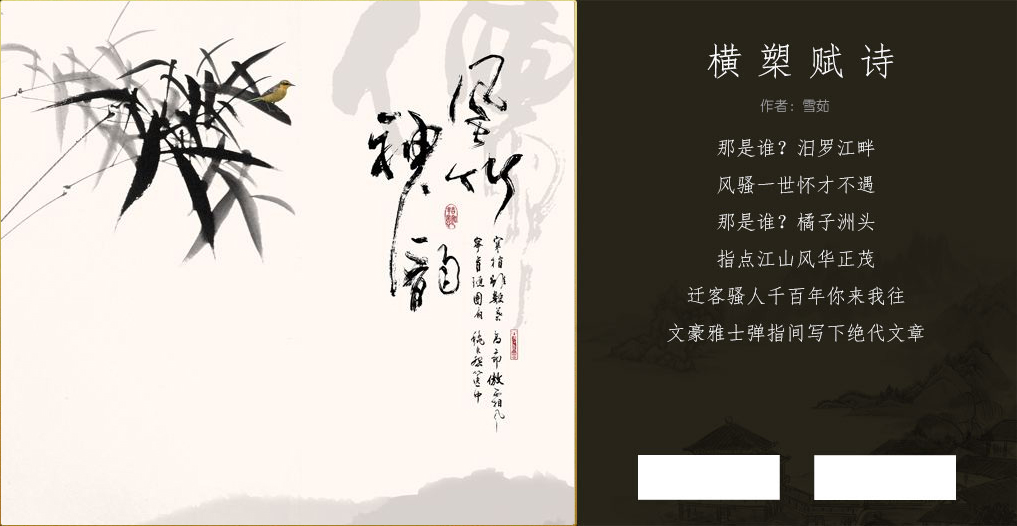 风竹
神韵
横槊赋诗
作者：雪茹
那是谁？汨罗江畔
风骚一世怀才不遇
那是谁？橘子洲头
指点江山风华正茂
迁客骚人千百年你来我往
文豪雅士弹指间写下绝代文章